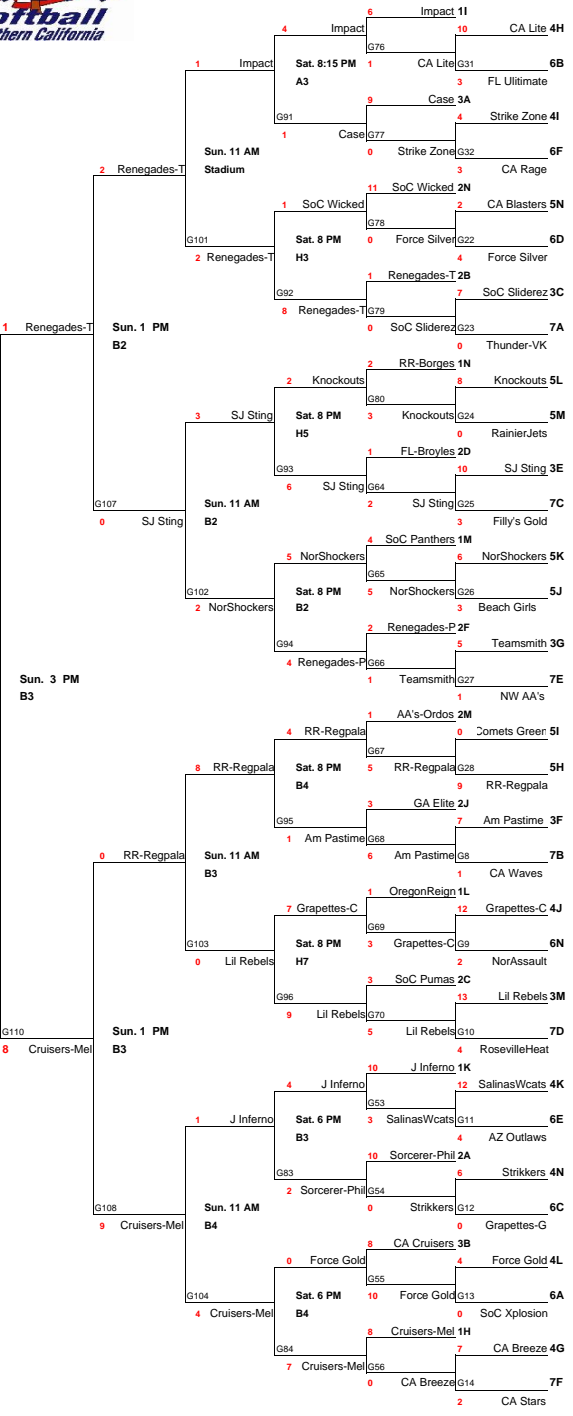 oftball
hern California
6 Impact 1I
4 Impact
10 CA Lite 4H
G76
1 Impact
Sat. 8:15 PM
1 CA Lite G31 6B
A3
3 FL Ulitimate
9 Case 3A
G91
4 Strike Zone 4I
1 Case G77
Sun. 11 AM
0 Strike Zone G32 6F
2 Renegades-T
Stadium
3 CA Rage
11 SoC Wicked 2N
1 SoC Wicked
2 CA Blasters 5N
G78
G101
Sat. 8 PM
0 Force Silver G22 6D
2 Renegades-T
H3
4 Force Silver
1 Renegades-T 2B
G92
7 SoC Sliderez 3C
8 Renegades-T G79
1 Renegades-T
Sun. 1 PM
0 SoC Sliderez G23 7A
B2
0 Thunder-VK
2 RR-Borges 1N
2 Knockouts
8 Knockouts 5L
G80
3 SJ Sting
Sat. 8 PM
3 Knockouts G24 5M
H5
0 RainierJets
1 FL-Broyles 2D
G93
10 SJ Sting 3E
6 SJ Sting G64
G107
Sun. 11 AM
2 SJ Sting G25 7C
0 SJ Sting
B2
3 Filly's Gold
4 SoC Panthers 1M
5 NorShockers
6 NorShockers 5K
G65
G102
Sat. 8 PM
5 NorShockers G26 5J
2 NorShockers
B2
3 Beach Girls
2 Renegades-P 2F
G94
5 Teamsmith 3G
4 Renegades-P G66
Sun. 3 PM
1 Teamsmith G27 7E
B3
1 NW AA's
1 AA's-Ordos 2M
4 RR-Regpala
0 Comets Green 5I
G67
8 RR-Regpala
Sat. 8 PM
5 RR-Regpala G28 5H
B4
9 RR-Regpala
3 GA Elite 2J
G95
7 Am Pastime 3F
1 Am Pastime G68
0 RR-Regpala
Sun. 11 AM
6 Am Pastime G8 7B
B3
1 CA Waves
1 OregonReign 1L
7 Grapettes-C
12 Grapettes-C 4J
G69
G103
Sat. 8 PM
3 Grapettes-C G9 6N
0 Lil Rebels
H7
2 NorAssault
3 SoC Pumas 2C
G96
13 Lil Rebels 3M
9 Lil Rebels G70
G110
Sun. 1 PM
5 Lil Rebels G10 7D
8 Cruisers-Mel
B3
4 RosevilleHeat
10 J Inferno 1K
4 J Inferno
12 SalinasWcats 4K
G53
1 J Inferno
Sat. 6 PM
3 SalinasWcats G11 6E
B3
4 AZ Outlaws
10 Sorcerer-Phil 2A
G83
6 Strikkers 4N
2 Sorcerer-Phil G54
G108
Sun. 11 AM
0 Strikkers G12 6C
9 Cruisers-Mel
B4
0 Grapettes-G
8 CA Cruisers 3B
0 Force Gold
4 Force Gold 4L
G55
G104
Sat. 6 PM
10 Force Gold G13 6A
4 Cruisers-Mel
B4
0 SoC Xplosion
8 Cruisers-Mel 1H
G84
7 CA Breeze 4G
7 Cruisers-Mel G56
0 CA Breeze G14 7F
2 CA Stars